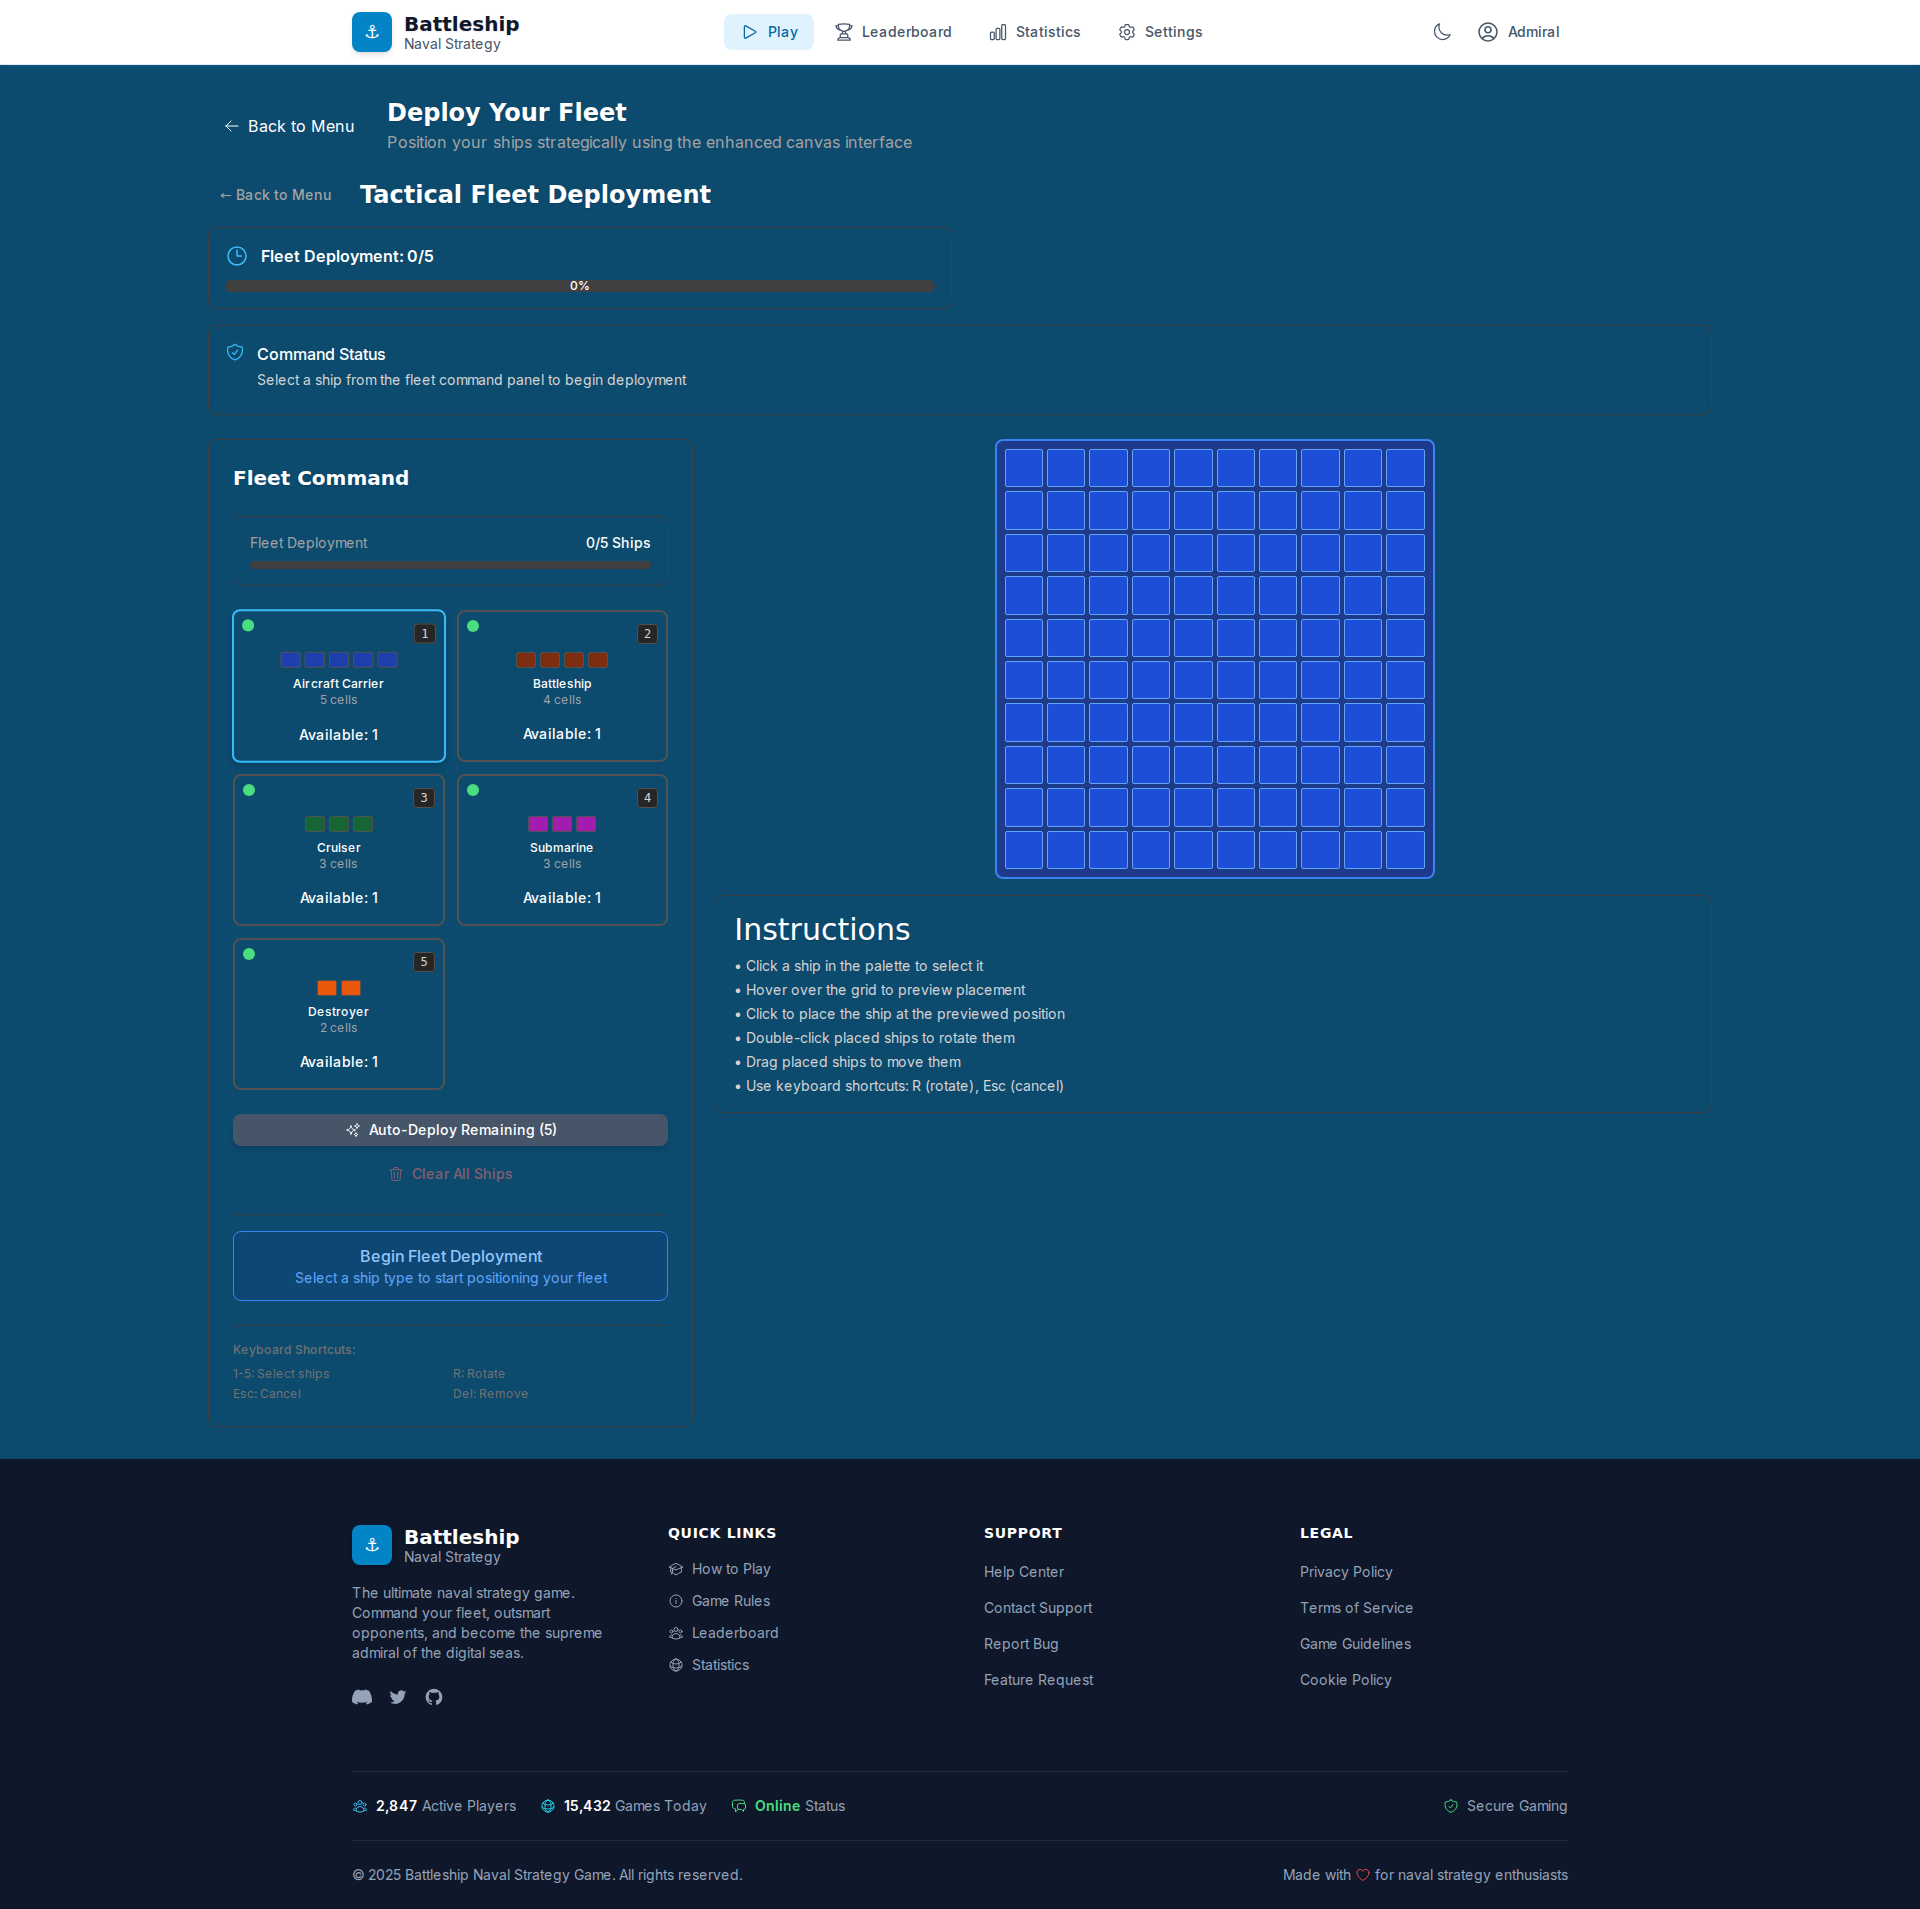 Battleship
Naval Strategy
Play
Leaderboard
Statistics
Settings
Admiral
Back to Menu
Deploy Your Fleet
Position your ships strategically using the enhanced canvas interface
← Back to Menu
Tactical Fleet Deployment
Fleet Deployment: 0/5
0%
Command Status
Select a ship from the fleet command panel to begin deployment
Fleet Command
Fleet Deployment
0/5 Ships
1
Aircraft Carrier
5 cells
Available: 1
2
Battleship
4 cells
Available: 1
3
Cruiser
3 cells
Available: 1
4
Submarine
3 cells
Available: 1
5
Destroyer
2 cells
Available: 1
Auto-Deploy Remaining (5)
Clear All Ships
Begin Fleet Deployment
Select a ship type to start positioning your fleet
Keyboard Shortcuts:
1-5: Select ships
R: Rotate
Esc: Cancel
Del: Remove
Instructions
• Click a ship in the palette to select it
• Hover over the grid to preview placement
• Click to place the ship at the previewed position
• Double-click placed ships to rotate them
• Drag placed ships to move them
• Use keyboard shortcuts: R (rotate), Esc (cancel)
Battleship
Naval Strategy
The ultimate naval strategy game.
Command your fleet, outsmart
opponents, and become the supreme
admiral of the digital seas.
QUICK LINKS
How to Play
Game Rules
Leaderboard
Statistics
SUPPORT
Help Center
Contact Support
Report Bug
Feature Request
LEGAL
Privacy Policy
Terms of Service
Game Guidelines
Cookie Policy
2,847 Active Players
15,432 Games Today
Online Status
Secure Gaming
© 2025 Battleship Naval Strategy Game. All rights reserved.
Made with ♡ for naval strategy enthusiasts